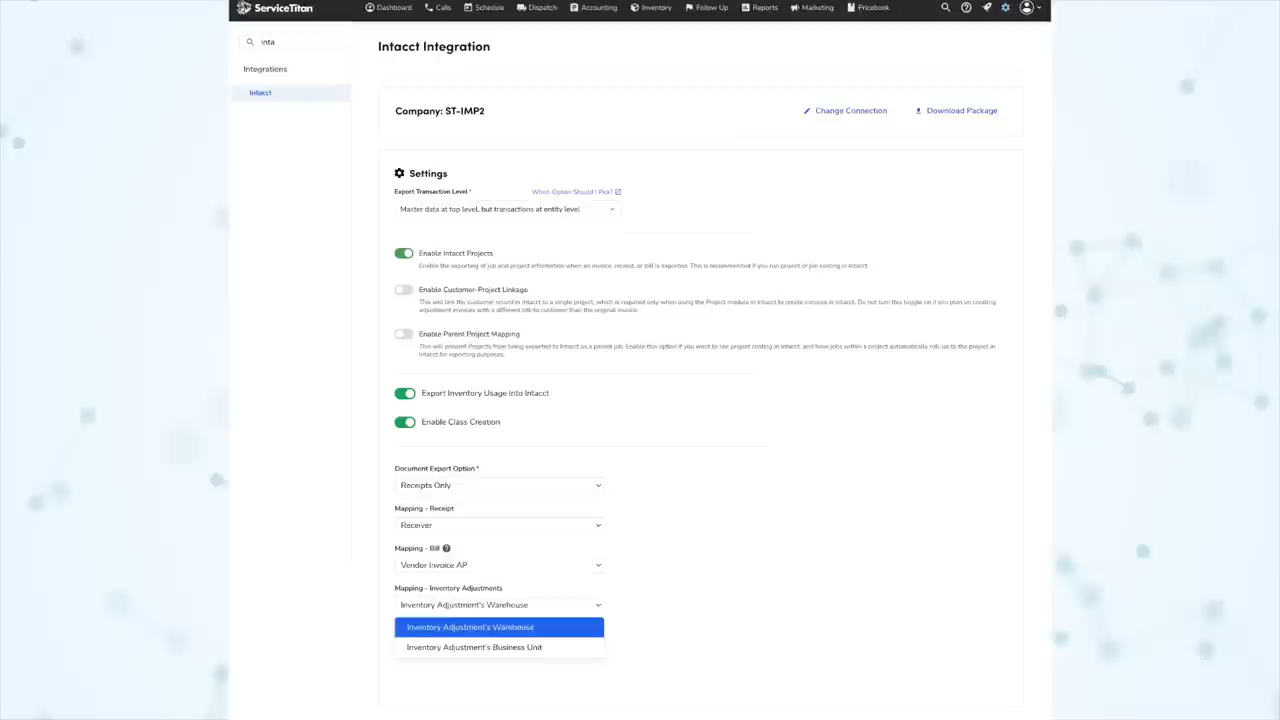 ServiceTitan
Dashboard
Calls
Schedule
Dispatch
Accounting
Inventory
Follow Up
Reports
Marketing
Pricebook
inta
Integrations
Intacct
Intacct Integration
Company: ST-IMP2
Change Connection
Download Package
Settings
Export Transaction Level *
Which Option Should I Pick?
Master data at top level, but transactions at entity level
Enable Intacct Projects
Enable the exporting of job and project information when an invoice, receipt, or bill is exported. This is recommended if you run project or job costing in Intacct.
Enable Customer-Project Linkage
This will link the customer record in Intacct to a single project, which is required only when using the Project module in Intacct to create invoices in Intacct. Do not turn this toggle on if you plan on creating
adjustment invoices with a different bill-to customer than the original invoice.
Enable Parent Project Mapping
This will prevent Projects from being exported to Intacct as a parent job. Enable this option if you want to see project costing in Intacct, and have jobs within a project automatically roll-up to the project in
Intacct for reporting purposes.
Export Inventory Usage Into Intacct
Enable Class Creation
Document Export Option *
Receipts Only
Mapping - Receipt
Receiver
Mapping - Bill
Vendor Invoice AP
Mapping - Inventory Adjustments
Inventory Adjustment's Warehouse
Inventory Adjustment's Warehouse
Inventory Adjustment's Business Unit